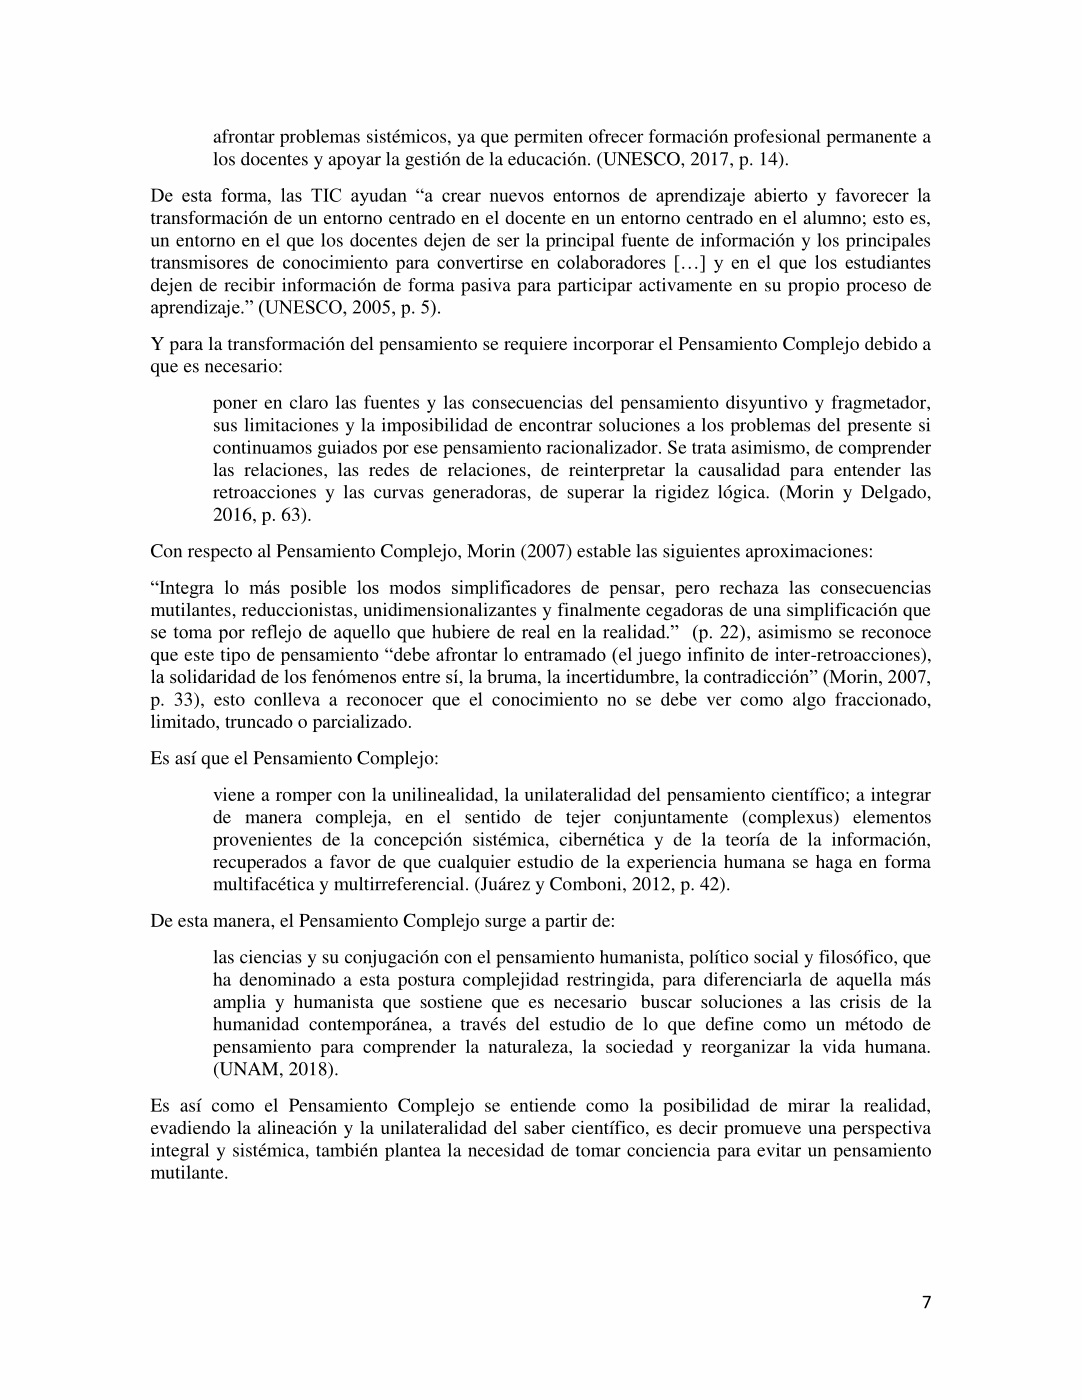 afrontar problemas sistémicos, ya que permiten ofrecer formación profesional permanente a
los docentes y apoyar la gestión de la educación. (UNESCO, 2017, p. 14).
De esta forma, las TIC ayudan “a crear nuevos entornos de aprendizaje abierto y favorecer la
transformación de un entorno centrado en el docente en un entorno centrado en el alumno; esto es,
un entorno en el que los docentes dejen de ser la principal fuente de información y los principales
transmisores de conocimiento para convertirse en colaboradores […] y en el que los estudiantes
dejen de recibir información de forma pasiva para participar activamente en su propio proceso de
aprendizaje.” (UNESCO, 2005, p. 5).
Y para la transformación del pensamiento se requiere incorporar el Pensamiento Complejo debido a
que es necesario:
poner en claro las fuentes y las consecuencias del pensamiento disyuntivo y fragmetador,
sus limitaciones y la imposibilidad de encontrar soluciones a los problemas del presente si
continuamos guiados por ese pensamiento racionalizador. Se trata asimismo, de comprender
las relaciones, las redes de relaciones, de reinterpretar la causalidad para entender las
retroacciones y las curvas generadoras, de superar la rigidez lógica. (Morin y Delgado,
2016, p. 63).
Con respecto al Pensamiento Complejo, Morin (2007) estable las siguientes aproximaciones:
“Integra lo más posible los modos simplificadores de pensar, pero rechaza las consecuencias
mutilantes, reduccionistas, unidimensionalizantes y finalmente cegadoras de una simplificación que
se toma por reflejo de aquello que hubiere de real en la realidad.” (p. 22), asimismo se reconoce
que este tipo de pensamiento “debe afrontar lo entramado (el juego infinito de inter-retroacciones),
la solidaridad de los fenómenos entre sí, la bruma, la incertidumbre, la contradicción” (Morin, 2007,
p. 33), esto conlleva a reconocer que el conocimiento no se debe ver como algo fraccionado,
limitado, truncado o parcializado.
Es así que el Pensamiento Complejo:
viene a romper con la unilinealidad, la unilateralidad del pensamiento científico; a integrar
de manera compleja, en el sentido de tejer conjuntamente (complexus) elementos
provenientes de la concepción sistémica, cibernética y de la teoría de la información,
recuperados a favor de que cualquier estudio de la experiencia humana se haga en forma
multifacética y multirreferencial. (Juárez y Comboni, 2012, p. 42).
De esta manera, el Pensamiento Complejo surge a partir de:
las ciencias y su conjugación con el pensamiento humanista, político social y filosófico, que
ha denominado a esta postura complejidad restringida, para diferenciarla de aquella más
amplia y humanista que sostiene que es necesario buscar soluciones a las crisis de la
humanidad contemporánea, a través del estudio de lo que define como un método de
pensamiento para comprender la naturaleza, la sociedad y reorganizar la vida humana.
(UNAM, 2018).
Es así como el Pensamiento Complejo se entiende como la posibilidad de mirar la realidad,
evadiendo la alineación y la unilateralidad del saber científico, es decir promueve una perspectiva
integral y sistémica, también plantea la necesidad de tomar conciencia para evitar un pensamiento
mutilante.
7